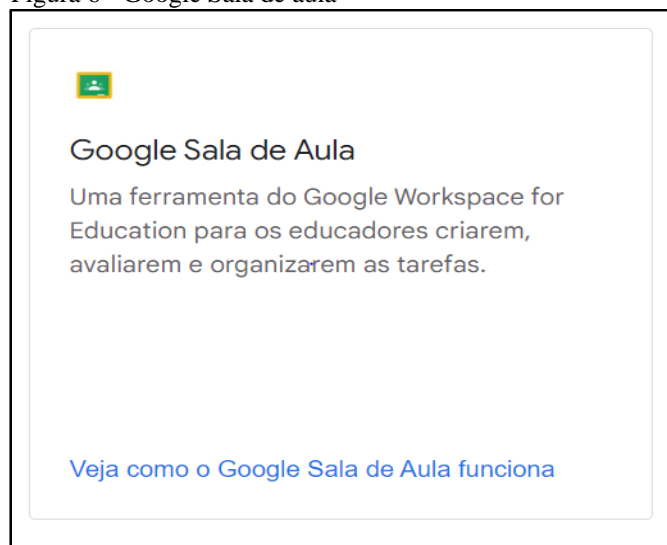 Google Sala de Aula
Uma ferramenta do Google Workspace for
Education para os educadores criarem,
avaliarem e organizarem as tarefas.
Veja como o Google Sala de Aula funciona